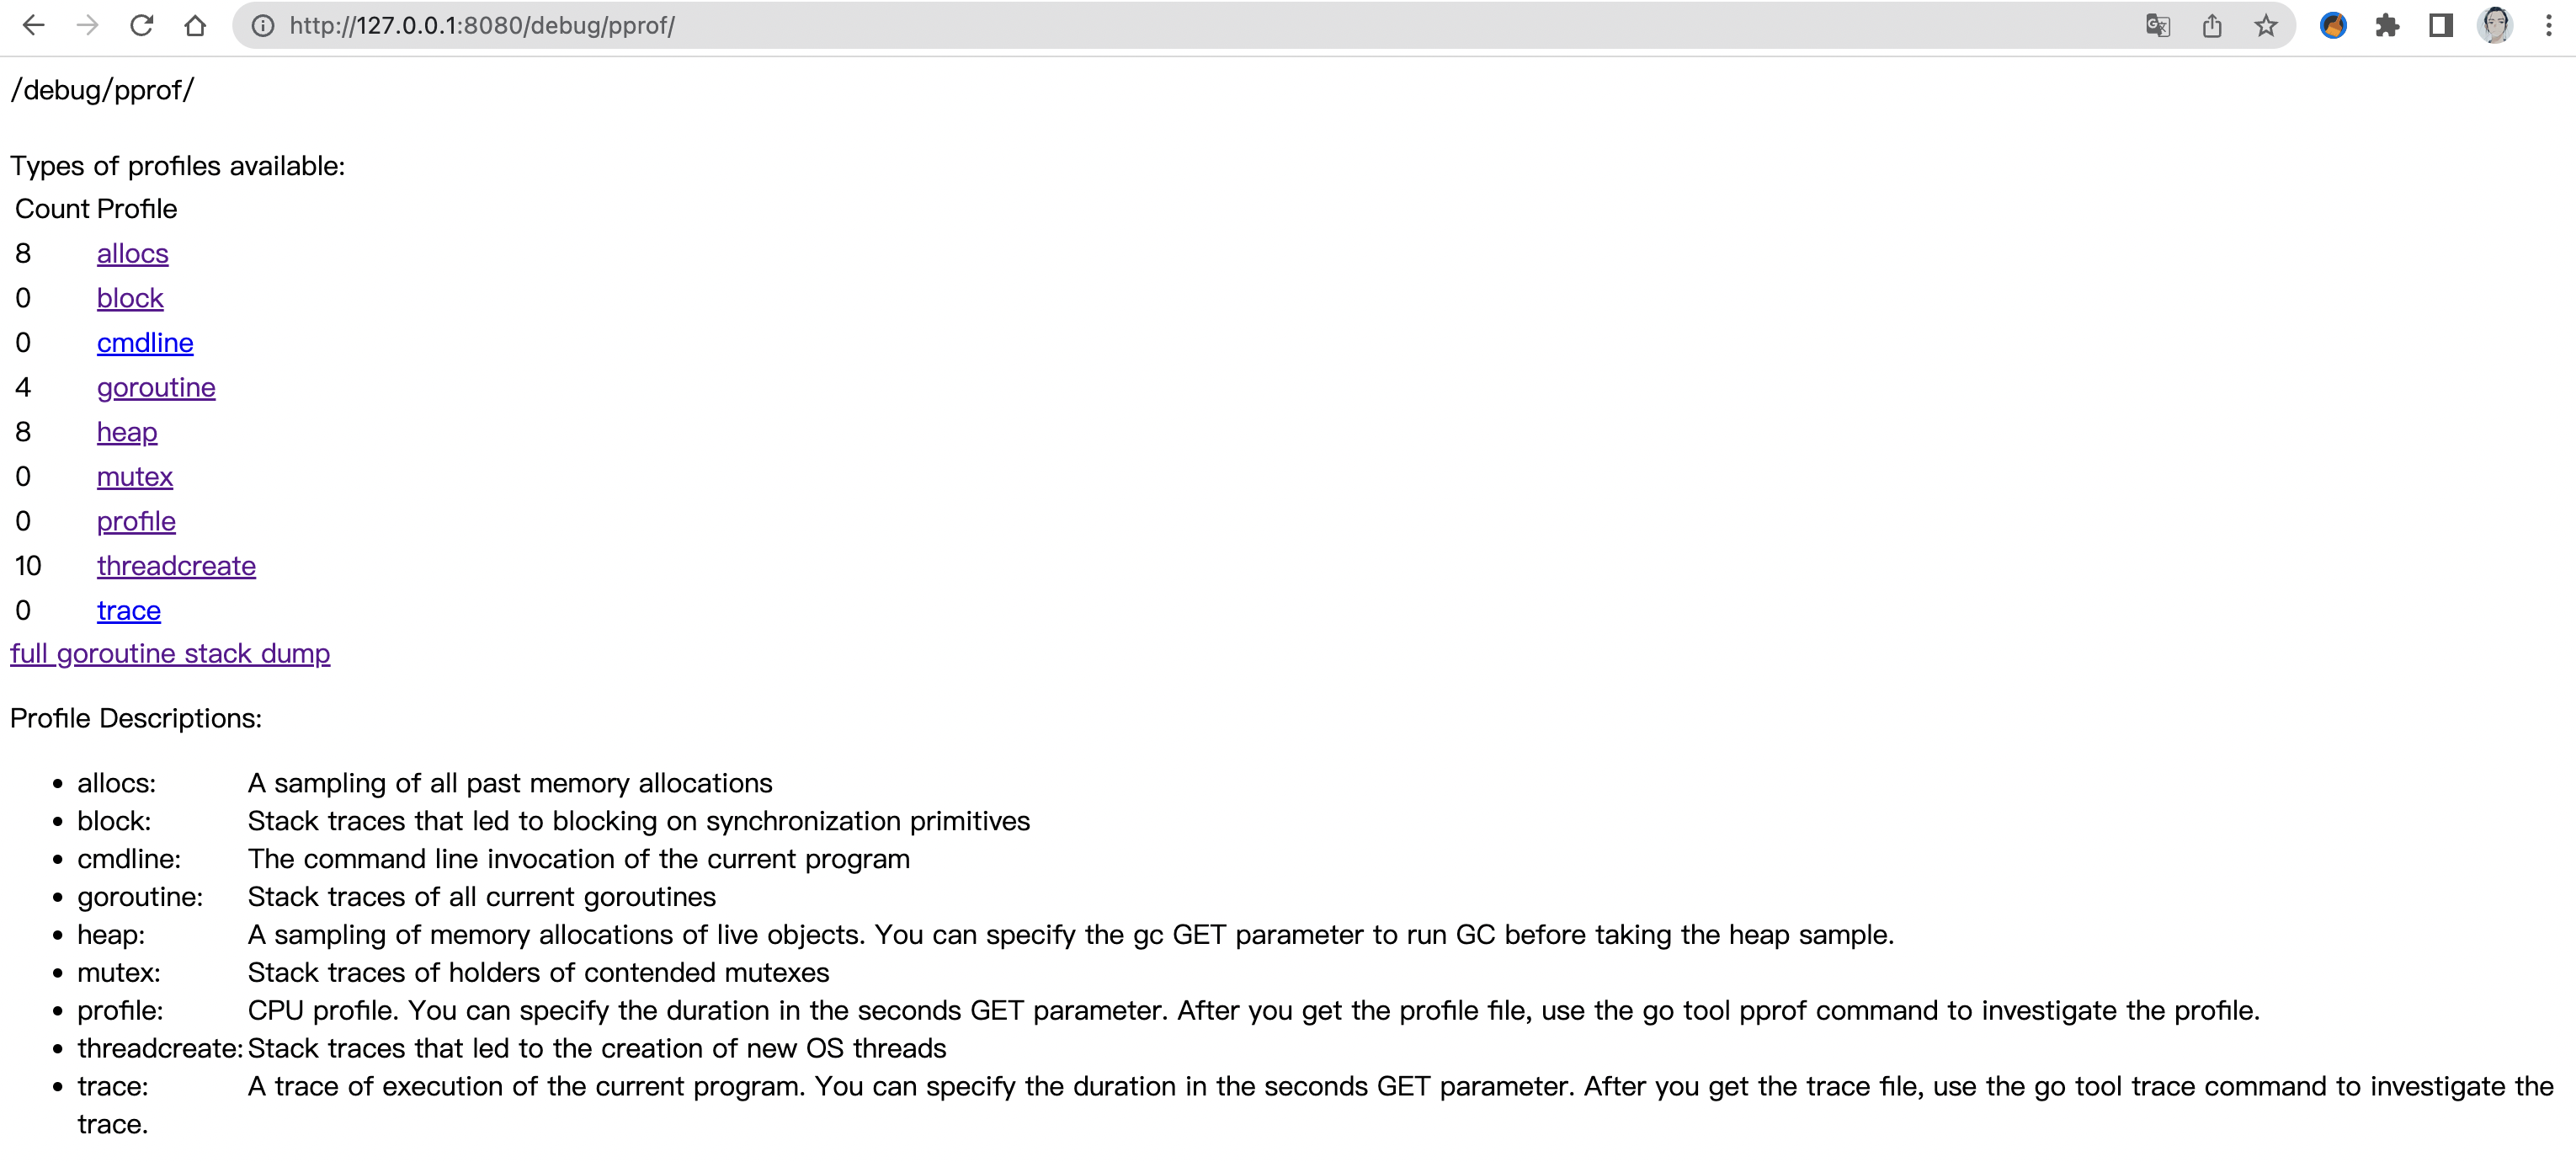 http://127.0.0.1:8080/debug/pprof/
/debug/pprof/
Types of profiles available:
Count Profile
8 allocs
0 block
0 cmdline
4 goroutine
8 heap
0 mutex
0 profile
10 threadcreate
0 trace
full goroutine stack dump
Profile Descriptions:
• allocs: A sampling of all past memory allocations
• block: Stack traces that led to blocking on synchronization primitives
• cmdline: The command line invocation of the current program
• goroutine: Stack traces of all current goroutines
• heap: A sampling of memory allocations of live objects. You can specify the gc GET parameter to run GC before taking the heap sample.
• mutex: Stack traces of holders of contended mutexes
• profile: CPU profile. You can specify the duration in the seconds GET parameter. After you get the profile file, use the go tool pprof command to investigate the profile.
• threadcreate: Stack traces that led to the creation of new OS threads
• trace: A trace of execution of the current program. You can specify the duration in the seconds GET parameter. After you get the trace file, use the go tool trace command to investigate the
trace.